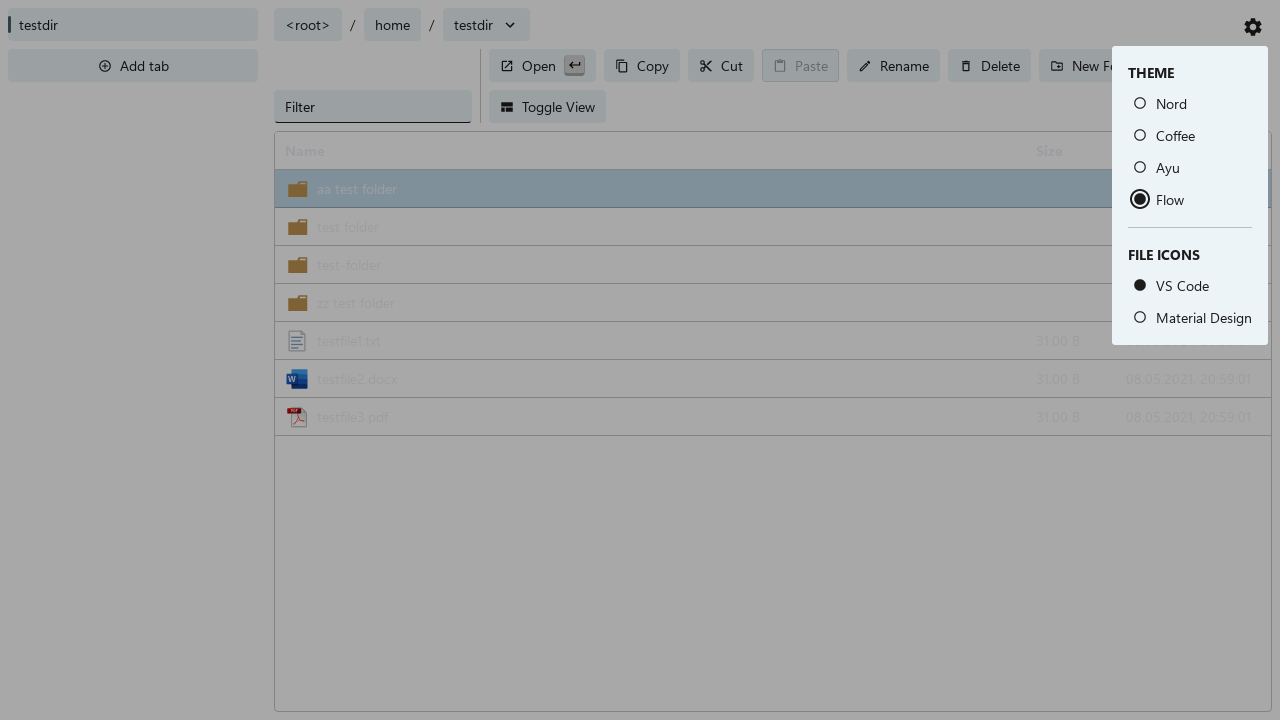 testdir
<root> / home / testdir
Add tab
Open Copy Cut Paste Rename Delete New
Filter
Toggle View
Name Size
aa test folder
test folder
test-folder
zz test folder
testfile1.txt 31.00 B
testfile2.docx 31.00 B 08.05.2021, 20:59:01
testfile3.pdf 31.00 B 08.05.2021, 20:59:01
THEME
Nord
Coffee
Ayu
Flow
FILE ICONS
VS Code
Material Design